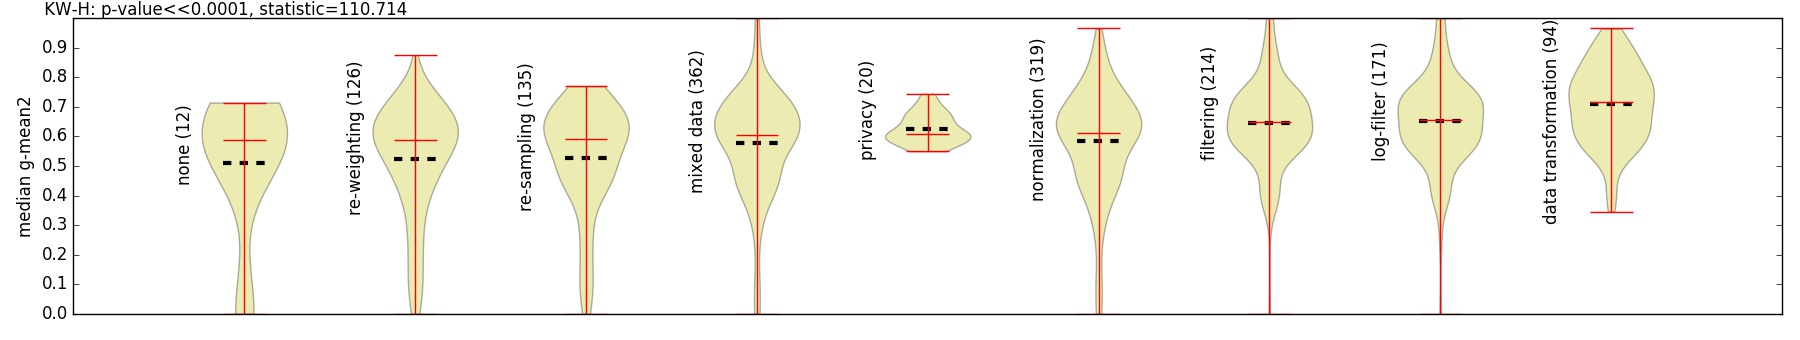 KW-H: p-value<<0.0001, statistic=110.714
median g-mean2
0.9
0.8
0.7
0.6
0.5
0.4
0.3
0.2
0.1
0.0
none (12)
re-weighting (126)
re-sampling (135)
mixed data (362)
privacy (20)
normalization (319)
filtering (214)
log-filter (171)
data transformation (94)